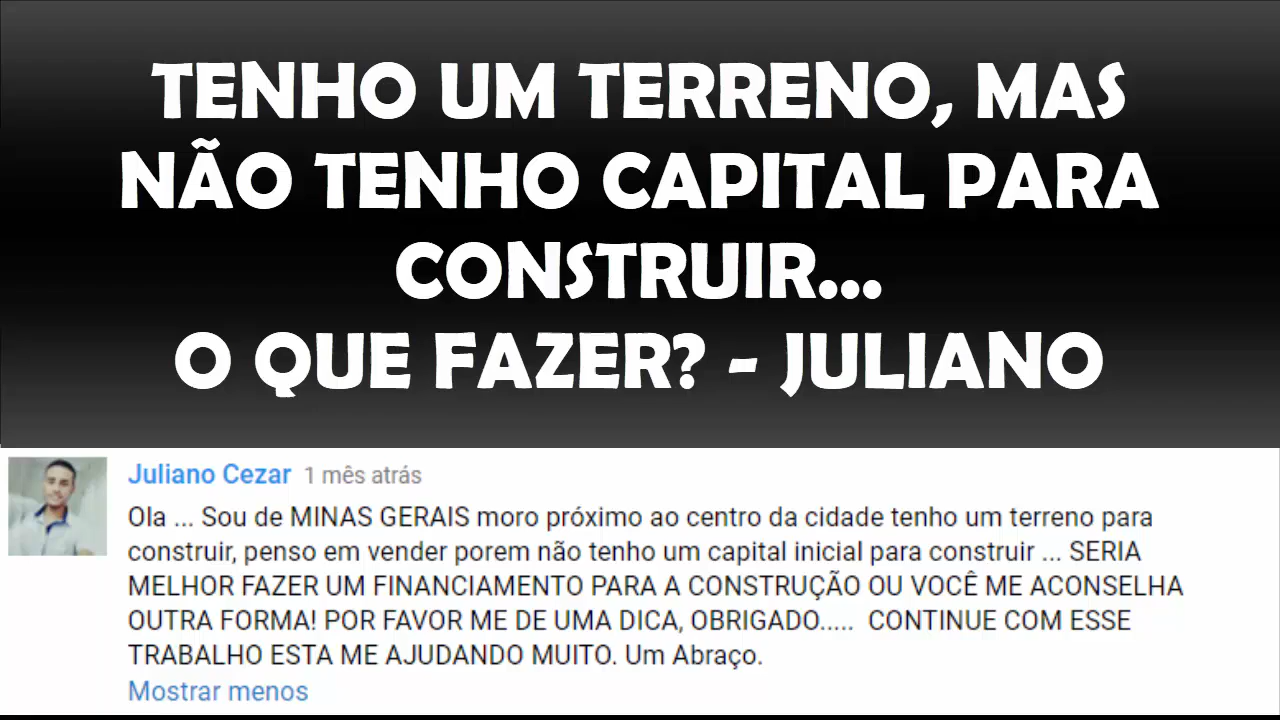 TENHO UM TERRENO, MAS
NÃO TENHO CAPITAL PARA
CONSTRUIR...
O QUE FAZER? - JULIANO
Juliano Cezar 1 mês atrás
Ola ... Sou de MINAS GERAIS moro próximo ao centro da cidade tenho um terreno para
construir, penso em vender porem não tenho um capital inicial para construir ... SERIA
MELHOR FAZER UM FINANCIAMENTO PARA A CONSTRUÇÃO OU VOCÊ ME ACONSELHA
OUTRA FORMA! POR FAVOR ME DE UMA DICA, OBRIGADO..... CONTINUE COM ESSE
TRABALHO ESTA ME AJUDANDO MUITO. Um Abraço.
Mostrar menos